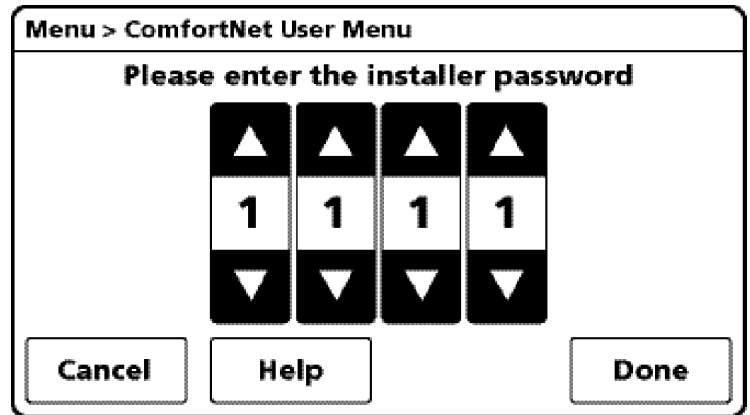 Menu > ComfortNet User Menu
Please enter the installer password
1 1 1 1
Cancel Help Done